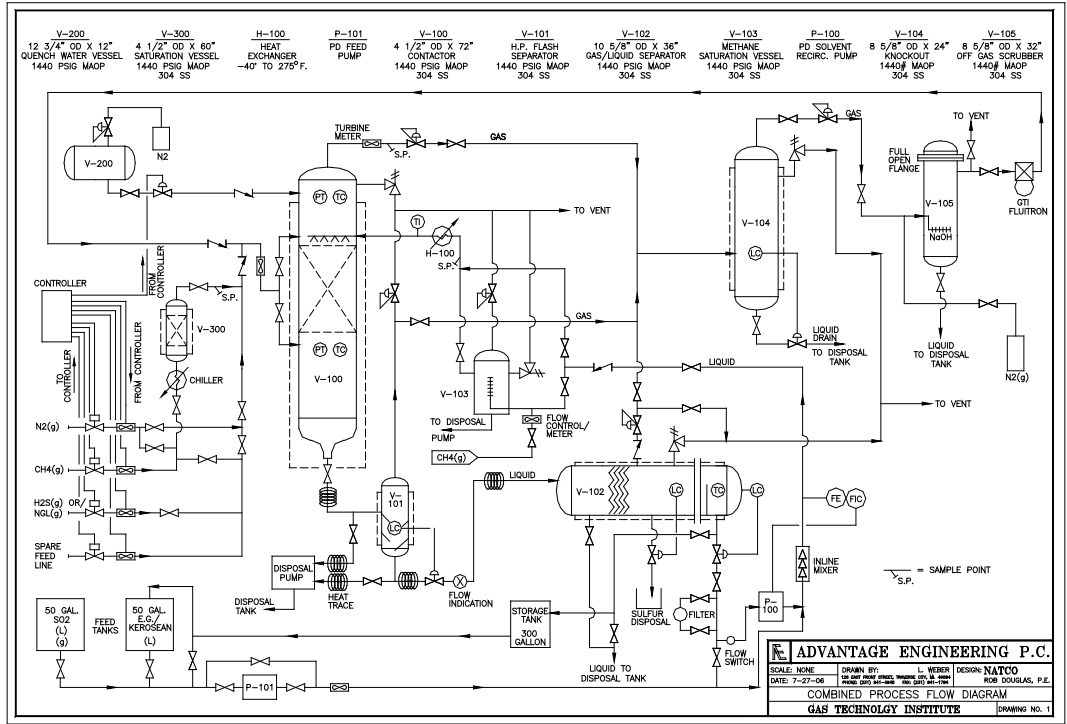 V-200
12 3/4" OD X 12"
QUENCH WATER VESSEL
1440 PSIG MAOP
V-300
4 1/2" OD X 60"
SATURATION VESSEL
1440 PSIG MAOP
304 SS
H-100
HEAT
EXCHANGER
-40° TO 275°F.
P-101
PD FEED
PUMP
V-100
4 1/2" OD X 72"
CONTACTOR
1440 PSIG MAOP
304 SS
V-101
H.P. FLASH
SEPARATOR
1440 PSIG MAOP
304 SS
V-102
10 5/8" OD X 36"
GAS/LIQUID SEPARATOR
1440 PSIG MAOP
304 SS
V-103
METHANE
SATURATION VESSEL
1440 PSIG MAOP
304 SS
P-100
PD SOLVENT
RECIRC. PUMP
V-104
8 5/8" OD X 24"
KNOCKOUT
1440# MAOP
304 SS
V-105
8 5/8" OD X 32"
OFF GAS SCRUBBER
1440# MAOP
304 SS
N2
V-200
TURBINE
METER
S.P.
GAS
PT
TC
TI
H-100
S.P.
TO VENT
GAS
GAS
FULL
OPEN
FLANGE
TO VENT
V-105
NaOH
GTI
FLUITRON
V-104
LC
LIQUID
DRAIN
TO DISPOSAL
TANK
LIQUID
TO DISPOSAL
TANK
N2(g)
CONTROLLER
FROM
CONTROLLER
S.P.
V-300
CHILLER
TO
CONTROLLER
FROM CONTROLLER
PT
TC
V-100
V-103
LIQUID
TO VENT
TO DISPOSAL
PUMP
FLOW
CONTROL/
METER
CH4(g)
N2(g)
CH4(g)
H2S(g) OR/
NGL(g)
SPARE
FEED
LINE
V-
101
LC
LIQUID
V-102
LC
TC
LC
FE
FIC
DISPOSAL
PUMP
DISPOSAL
TANK
HEAT
TRACE
FLOW
INDICATION
INLINE
MIXER
S.P.
= SAMPLE POINT
SULFUR
DISPOSAL
FILTER
P-
100
FLOW
SWITCH
STORAGE
TANK
300
GALLON
LIQUID TO
DISPOSAL TANK
50 GAL.
SO2
(L)
(g)
FEED
TANKS
50 GAL.
E.G./
KEROSEAN
(L)
P-101
ADVANTAGE ENGINEERING P.C.
SCALE: NONE
DATE: 7-27-06
DRAWN BY: L. WEBER
DESIGN: NATCO
ROB DOUGLAS, P.E.
COMBINED PROCESS FLOW DIAGRAM
GAS TECHNOLGY INSTITUTE
DRAWING NO. 1